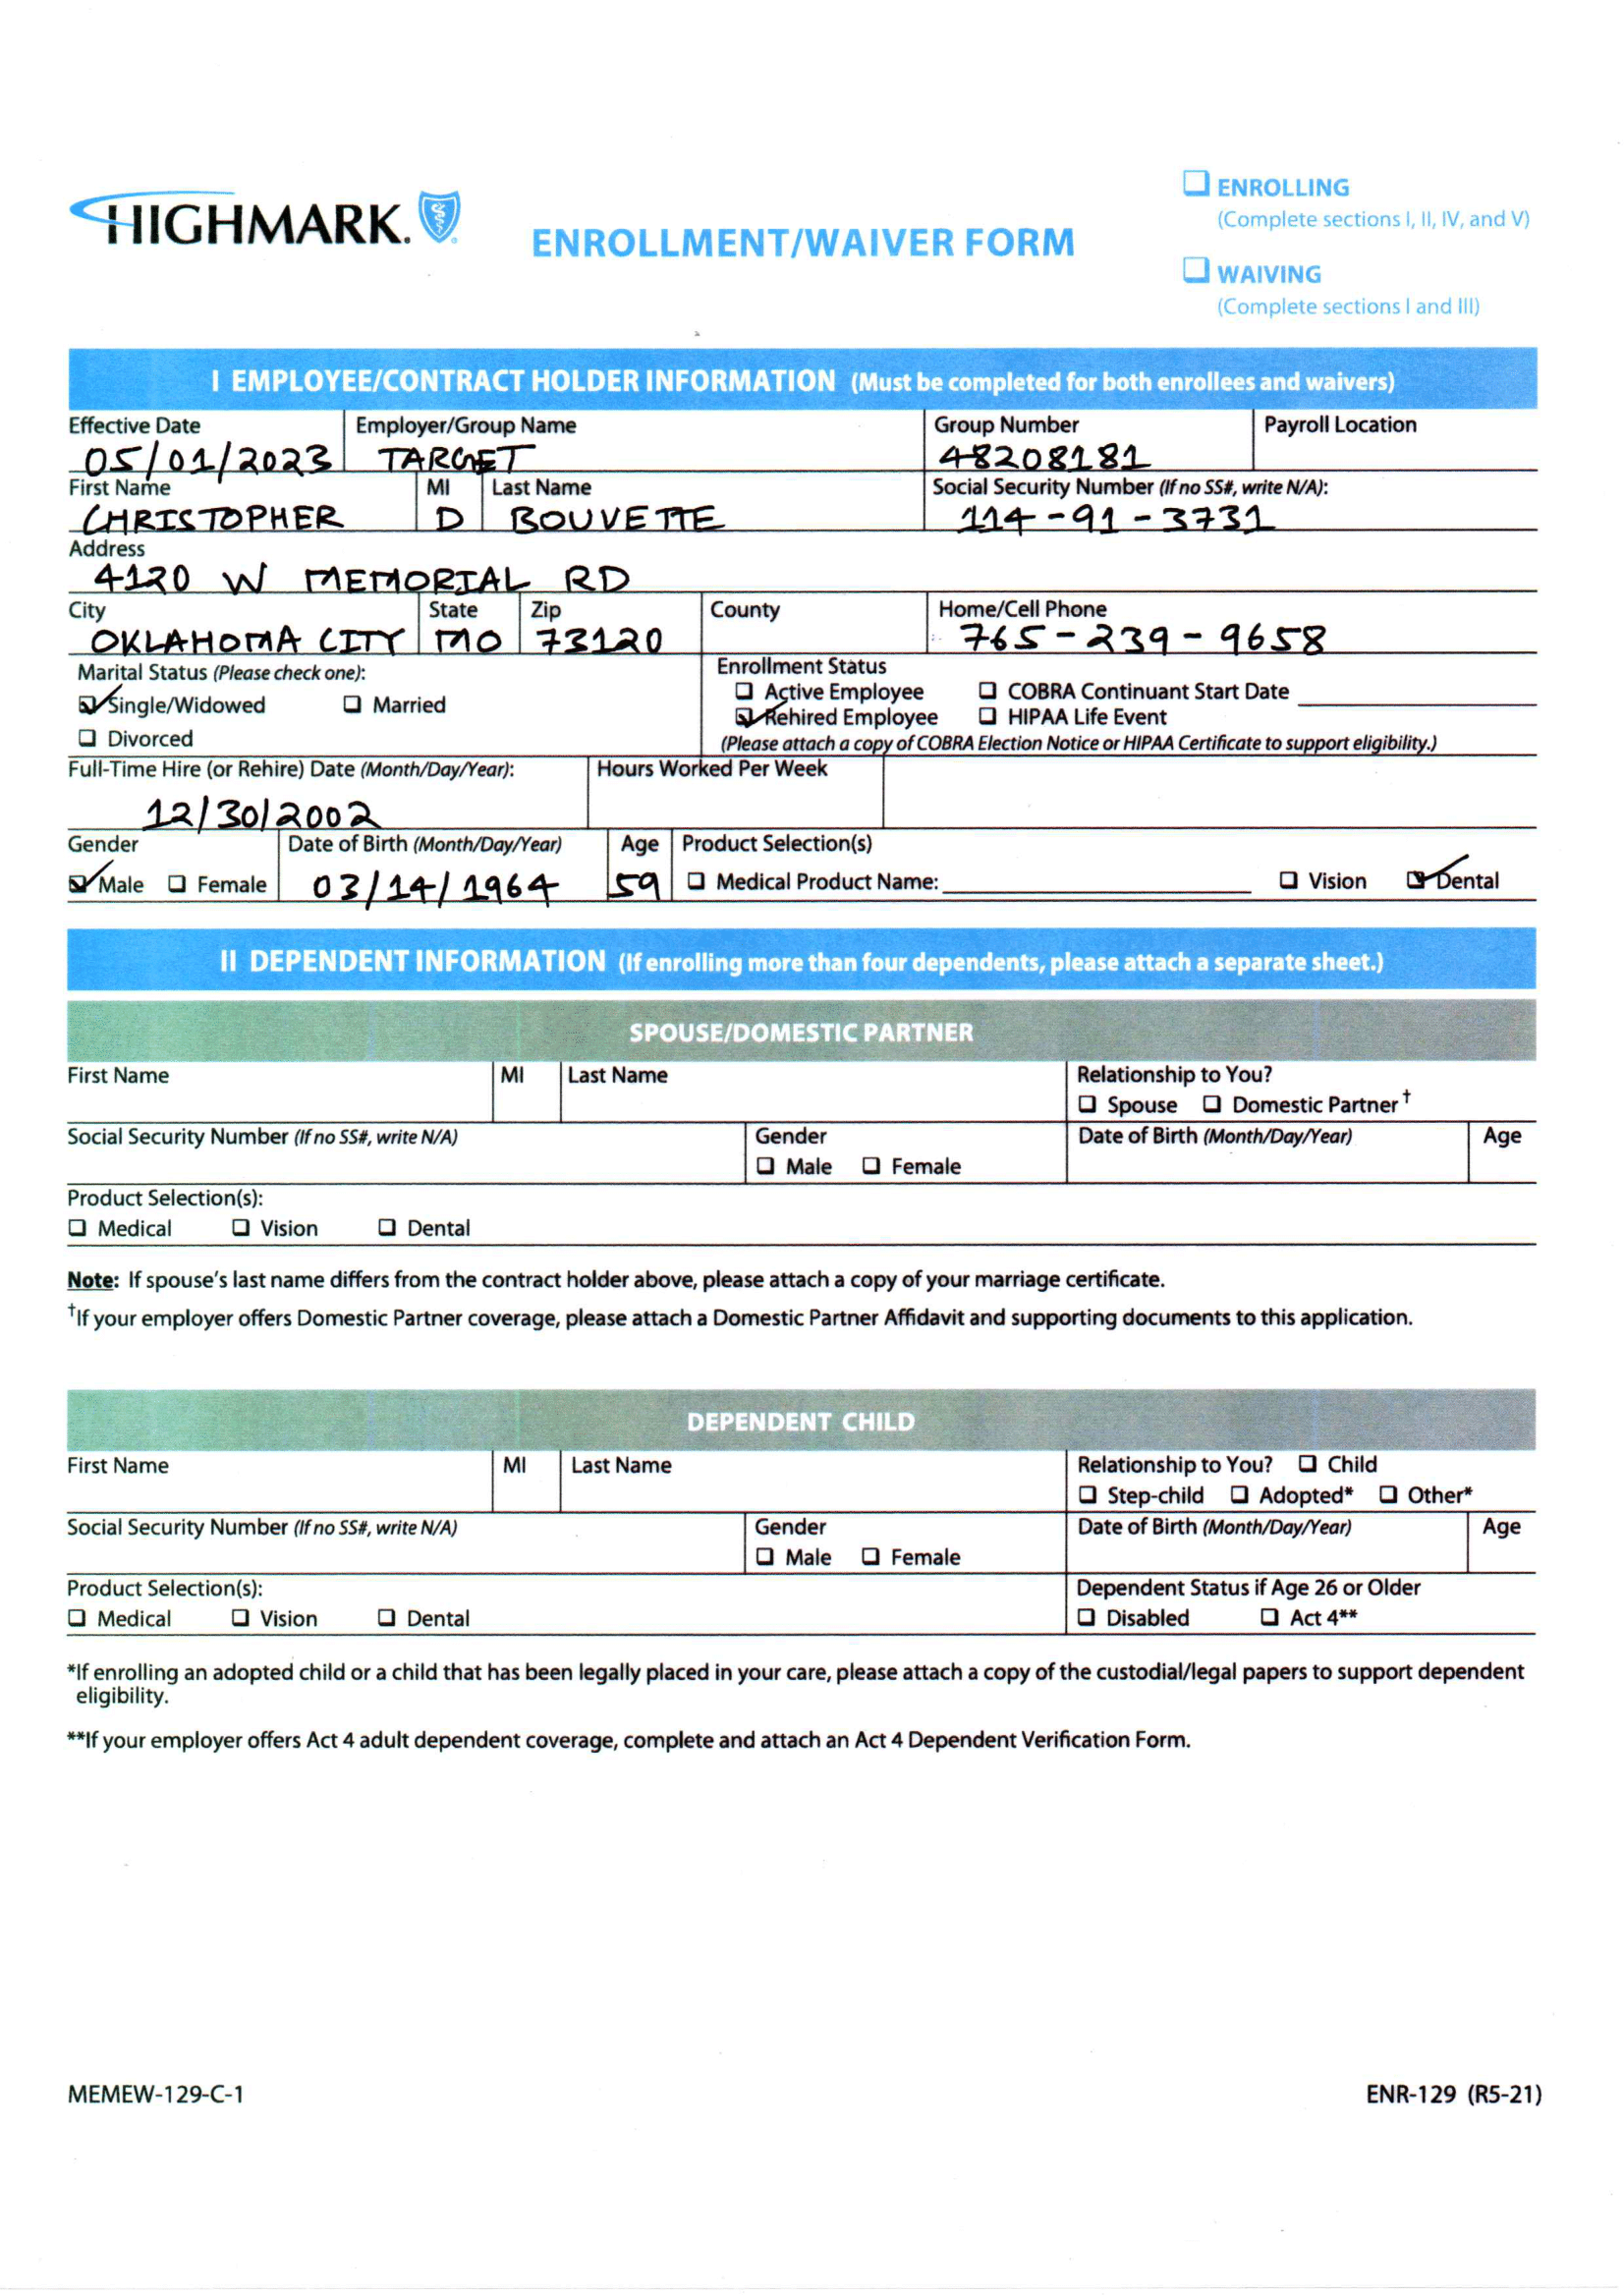 HIGHMARK.
ENROLLMENT/WAIVER FORM
❑ ENROLLING
(Complete sections I, II, IV, and V)
❑ WAIVING
(Complete sections I and III)
I EMPLOYEE/CONTRACT HOLDER INFORMATION (Must be completed for both enrollees and waivers)
Effective Date Employer/Group Name Group Number Payroll Location
05/01/2023 TARGET 48208181
First Name MI Last Name Social Security Number (If no SS#, write N/A):
CHRISTOPHER D BOUVETTE 114-91-3731
Address
4120 W MEMORIAL RD
City State Zip County Home/Cell Phone
OKLAHOMA CITY MO 73120 765-239-9658
Marital Status (Please check one): Enrollment Status
☑ Single/Widowed ❑ Married ❑ Active Employee ❑ COBRA Continuant Start Date
☑ Rehired Employee ❑ HIPAA Life Event
❑ Divorced (Please attach a copy of COBRA Election Notice or HIPAA Certificate to support eligibility.)
Full-Time Hire (or Rehire) Date (Month/Day/Year): Hours Worked Per Week
12/30/2002
Gender Date of Birth (Month/Day/Year) Age Product Selection(s)
☑ Male ❑ Female 03/14/1964 59 ❑ Medical Product Name: ❑ Vision ☑ Dental
II DEPENDENT INFORMATION (If enrolling more than four dependents, please attach a separate sheet.)
SPOUSE/DOMESTIC PARTNER
First Name MI Last Name Relationship to You?
❑ Spouse ❑ Domestic Partner†
Social Security Number (If no SS#, write N/A) Gender Date of Birth (Month/Day/Year) Age
❑ Male ❑ Female
Product Selection(s):
❑ Medical ❑ Vision ❑ Dental
Note: If spouse's last name differs from the contract holder above, please attach a copy of your marriage certificate.
†If your employer offers Domestic Partner coverage, please attach a Domestic Partner Affidavit and supporting documents to this application.
DEPENDENT CHILD
First Name MI Last Name Relationship to You? ❑ Child
❑ Step-child ❑ Adopted* ❑ Other*
Social Security Number (If no SS#, write N/A) Gender Date of Birth (Month/Day/Year) Age
❑ Male ❑ Female
Product Selection(s): Dependent Status if Age 26 or Older
❑ Medical ❑ Vision ❑ Dental ❑ Disabled ❑ Act 4**
*If enrolling an adopted child or a child that has been legally placed in your care, please attach a copy of the custodial/legal papers to support dependent
eligibility.
**If your employer offers Act 4 adult dependent coverage, complete and attach an Act 4 Dependent Verification Form.
MEMEW-129-C-1 ENR-129 (R5-21)